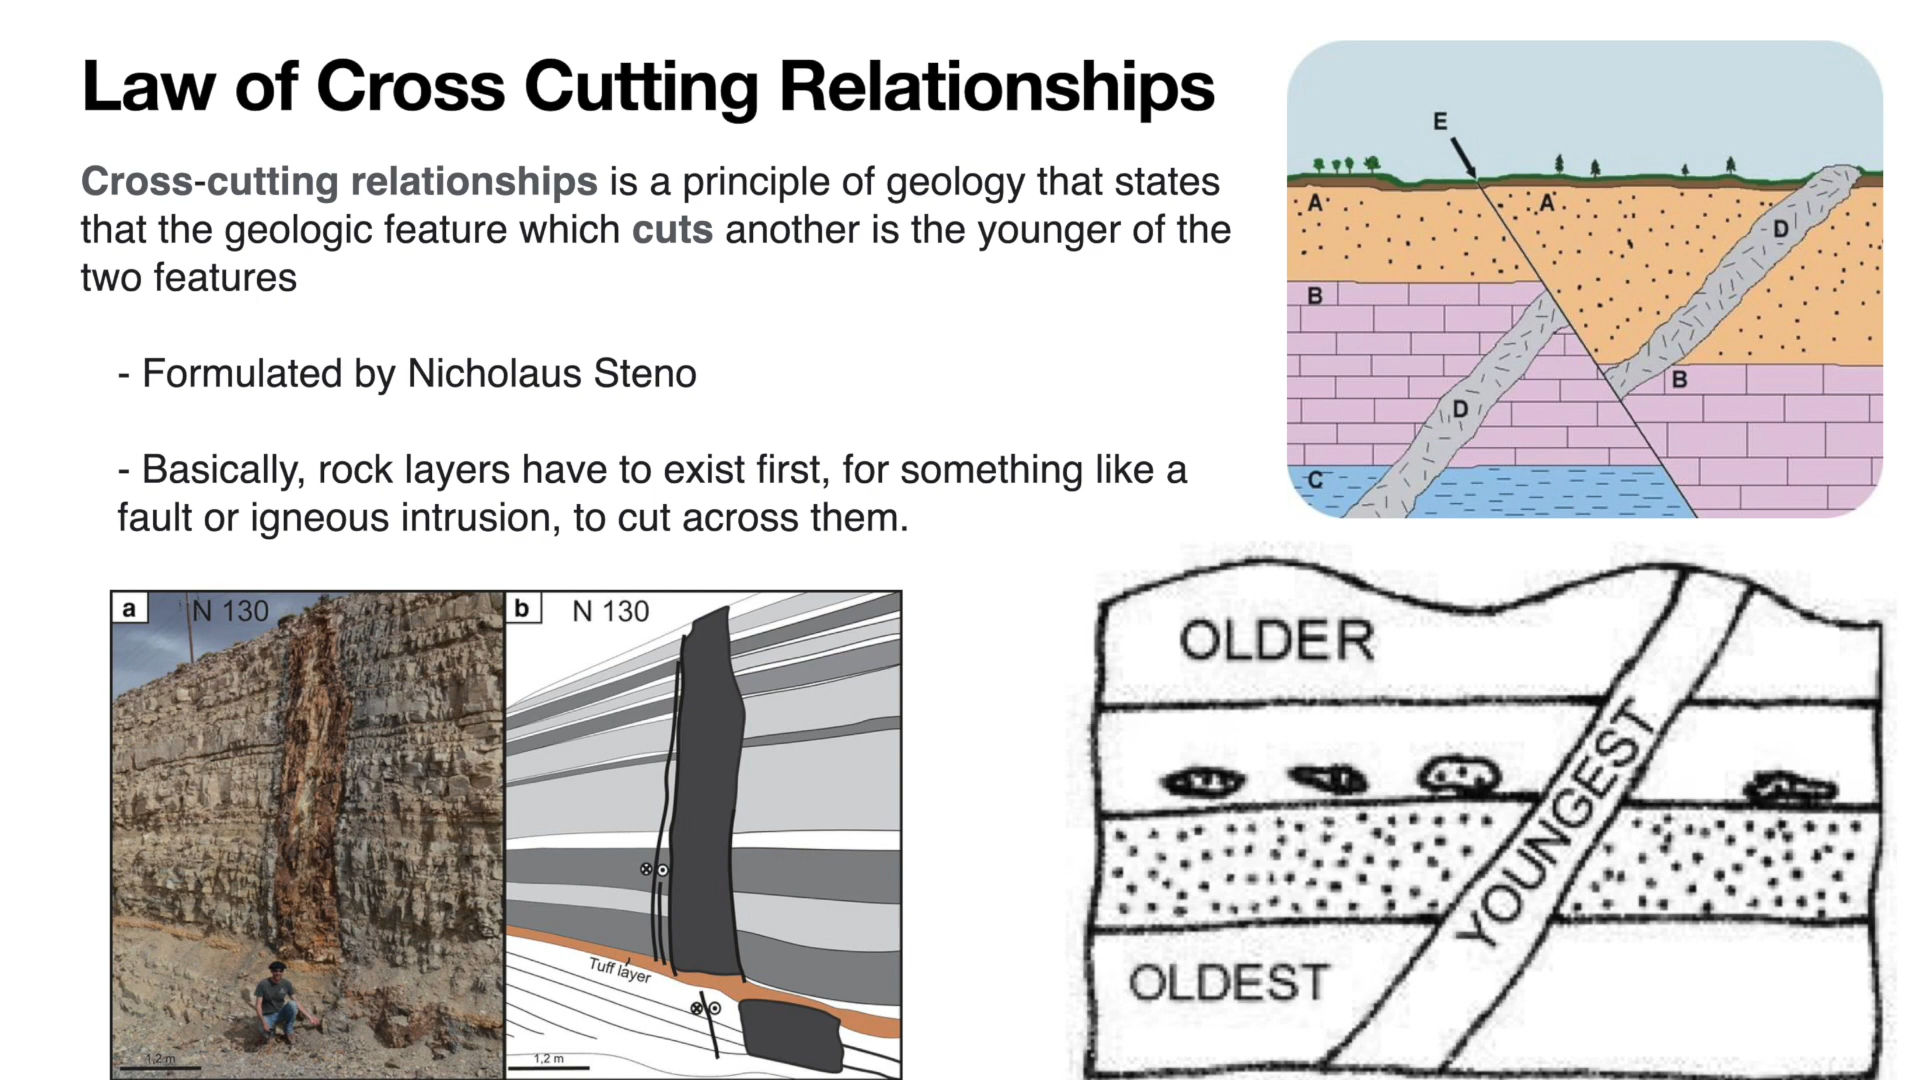 Law of Cross Cutting Relationships
Cross-cutting relationships is a principle of geology that states
that the geologic feature which cuts another is the younger of the
two features
- Formulated by Nicholaus Steno
- Basically, rock layers have to exist first, for something like a
fault or igneous intrusion, to cut across them.
E
A
A
D
B
B
D
C
a
N 130
1,2 m
b
N 130
Tuff layer
1,2 m
OLDER
YOUNGEST
OLDEST